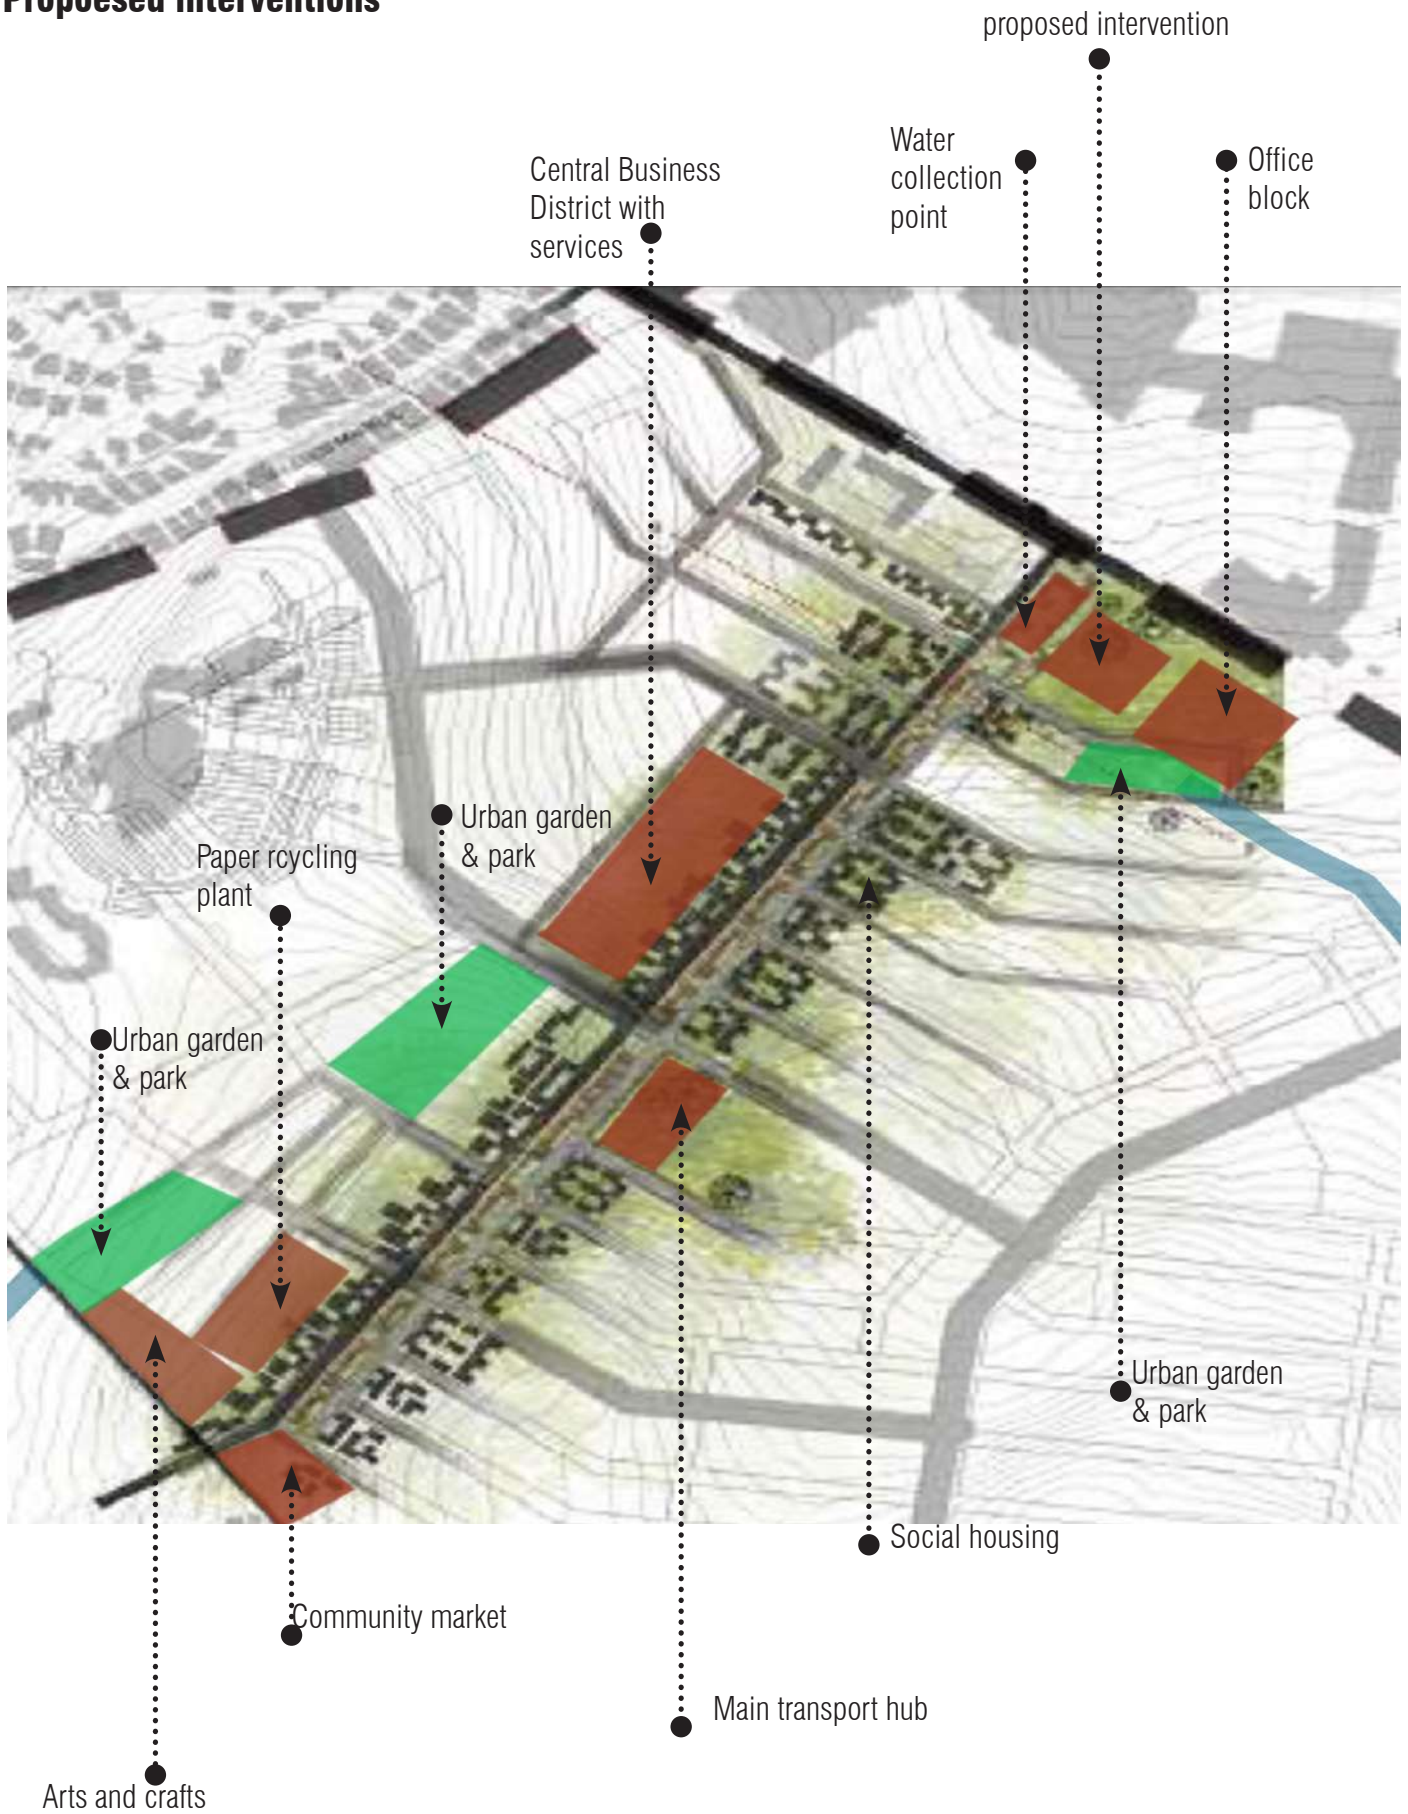 Propoesed interventions
proposed intervention
Water
collection
point
Office
block
Central Business
District with
services
Urban garden
& park
Paper rcycling
plant
Urban garden
& park
Urban garden
& park
Social housing
Community market
Main transport hub
Arts and crafts